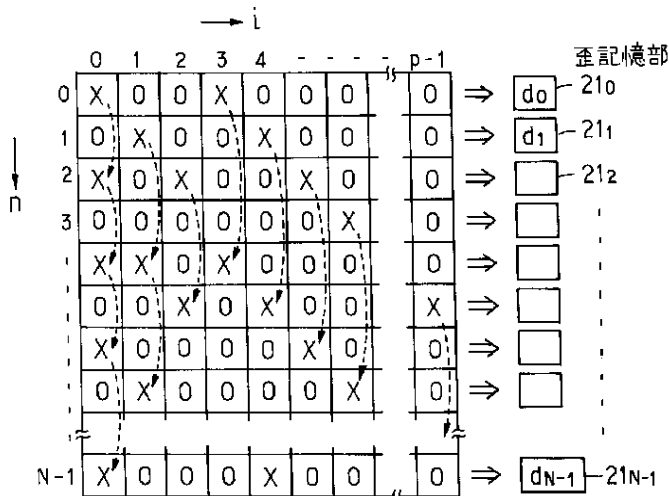 → i
0 1 2 3 4 - - - - p-1 歪記憶部
0 X 0 0 X 0 0 0 0 ⇒ d0 210
1 0 X 0 0 X 0 0 0 ⇒ d1 211
n 2 X 0 X 0 0 X 0 0 ⇒ 212
3 0 0 0 0 0 0 X 0 ⇒
X X 0 X 0 0 0 0 ⇒
0 0 X 0 X 0 0 X ⇒
X 0 0 0 0 X 0 0 ⇒
0 X 0 0 0 0 X 0 ⇒
N-1 X 0 0 0 X 0 0 0 ⇒ dN-1 21N-1